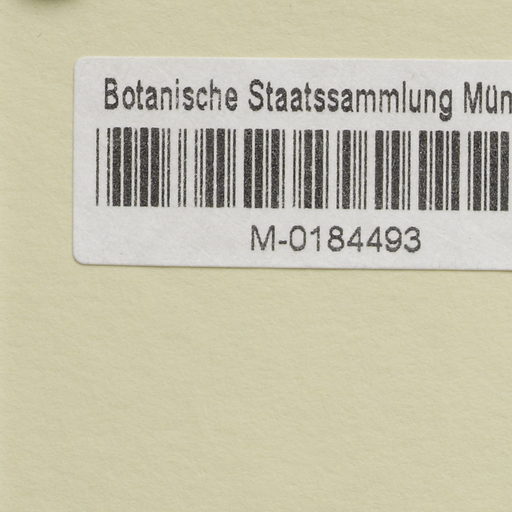 Botanische Staatssammlung Mün
M-0184493